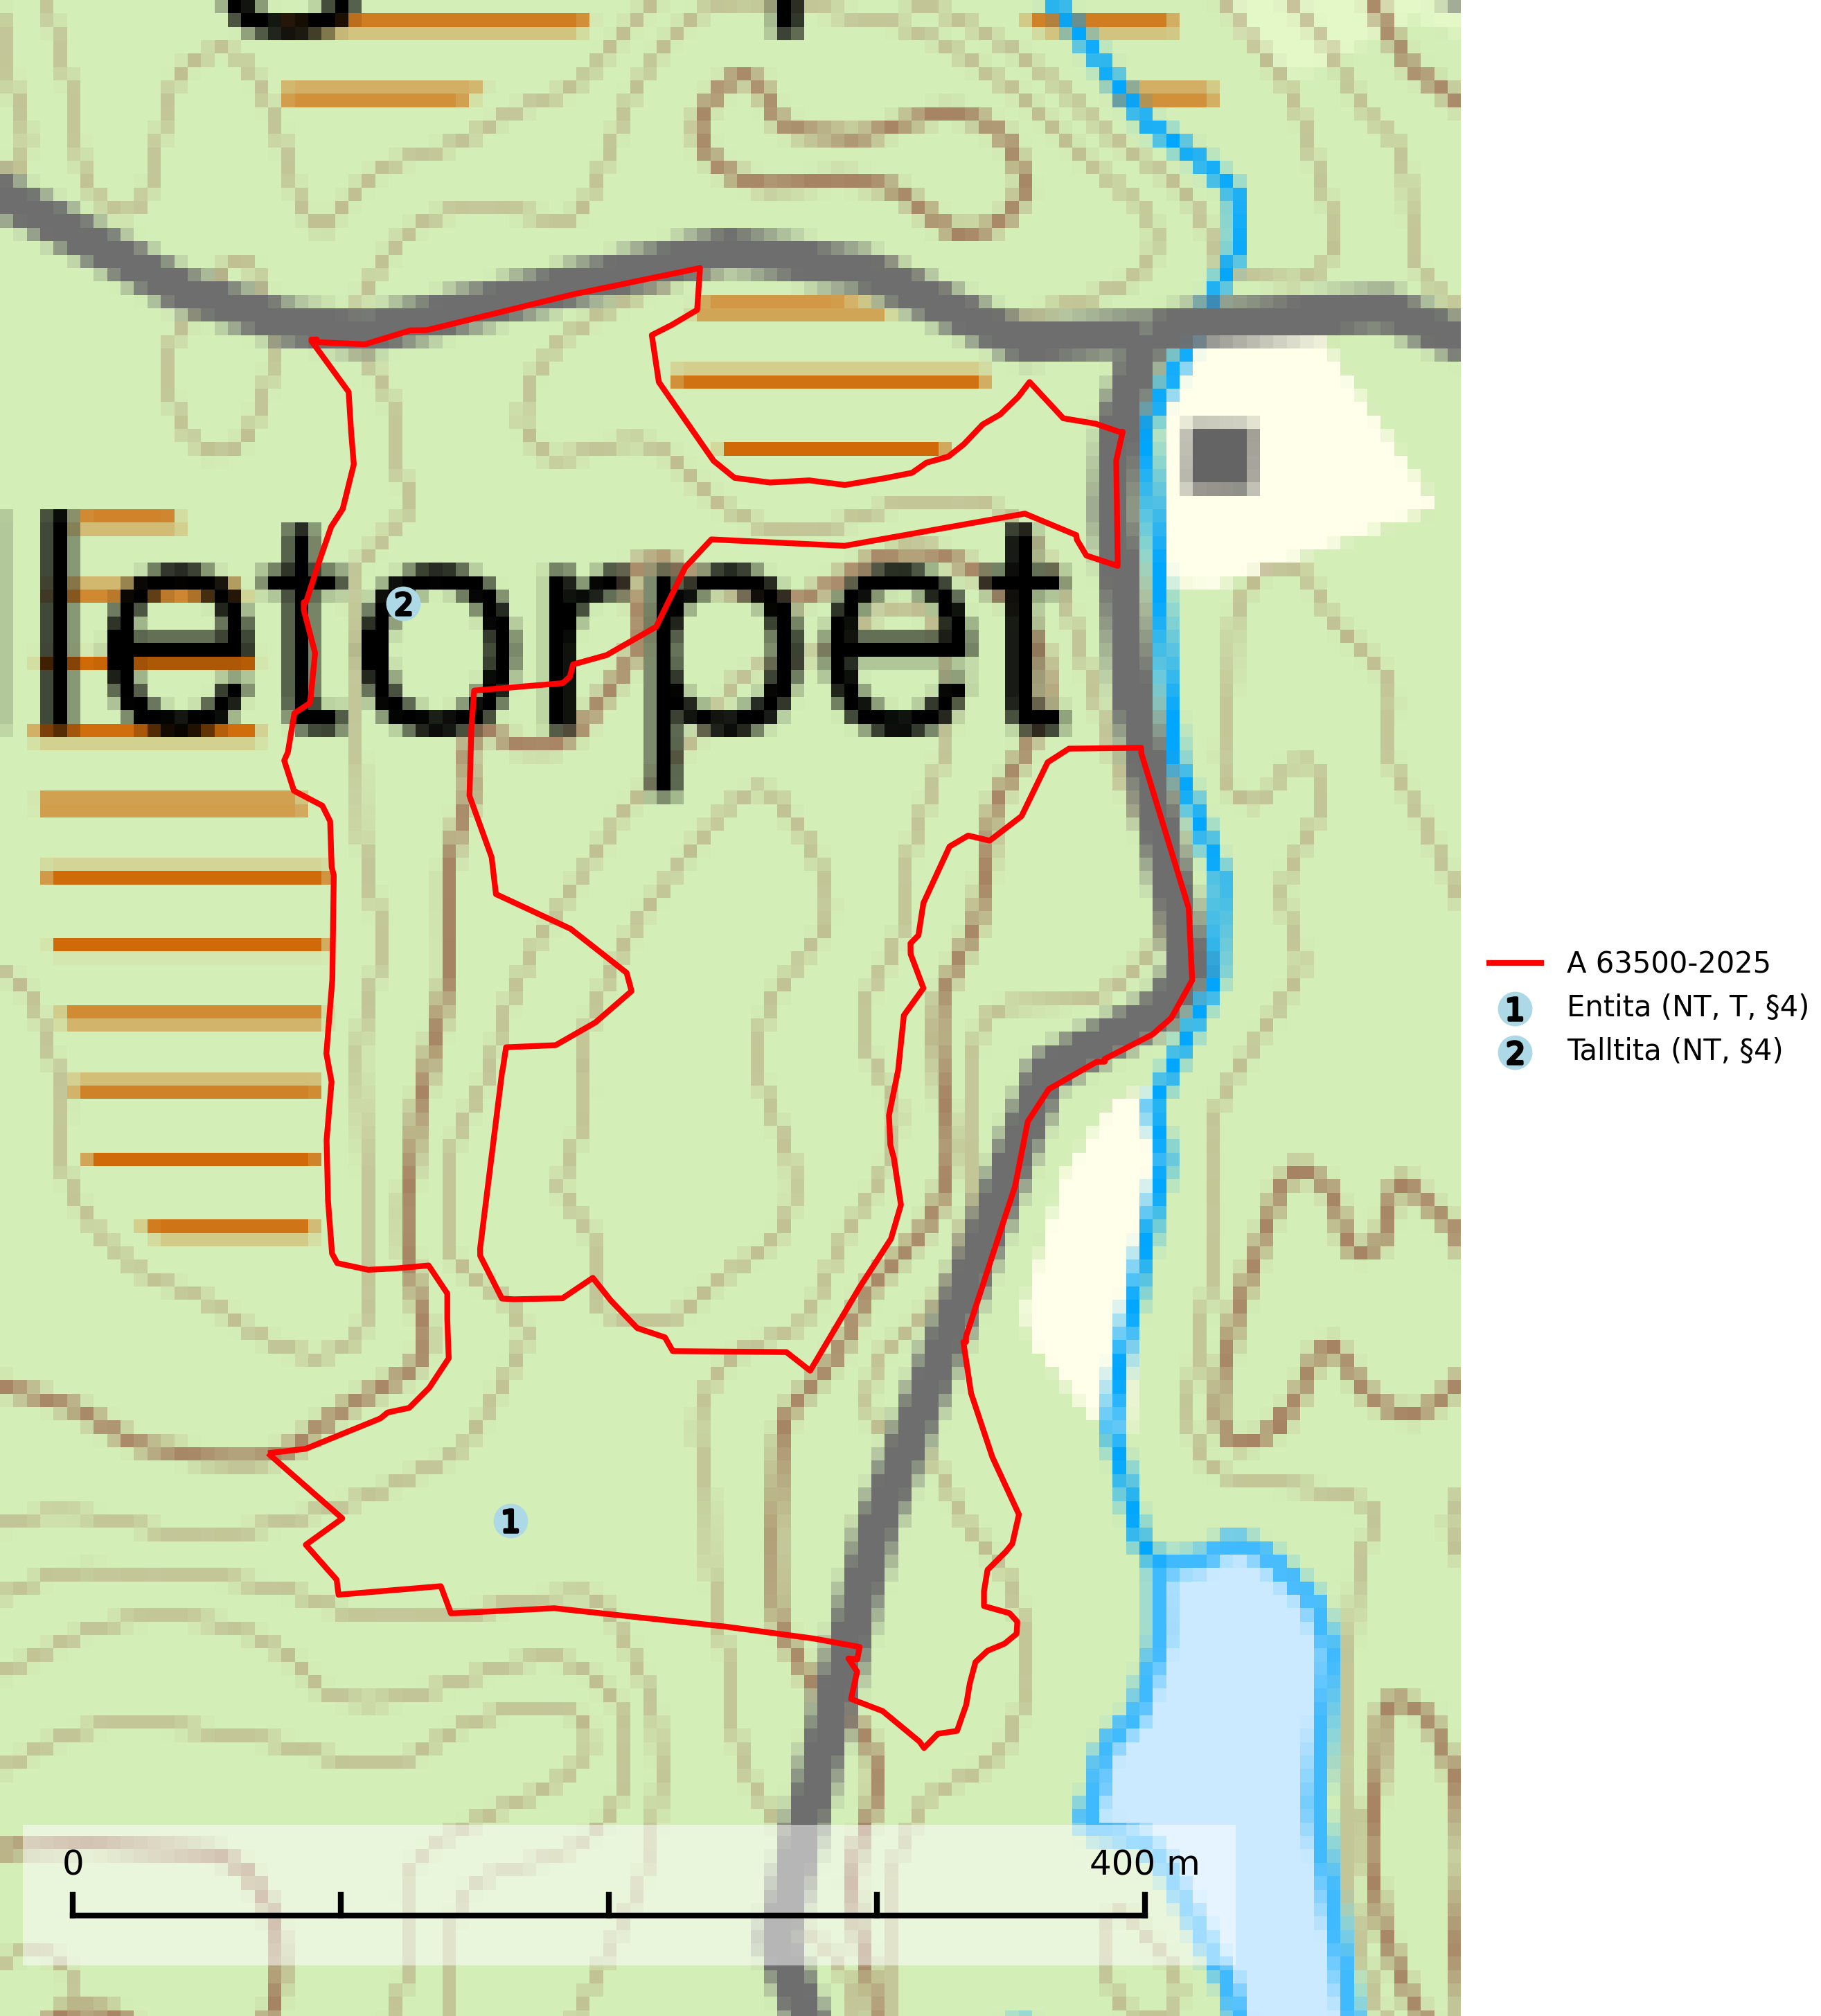 letorpet
2
1
0 400 m
A 63500-2025
1 Entita (NT, T, §4)
2 Talltita (NT, §4)